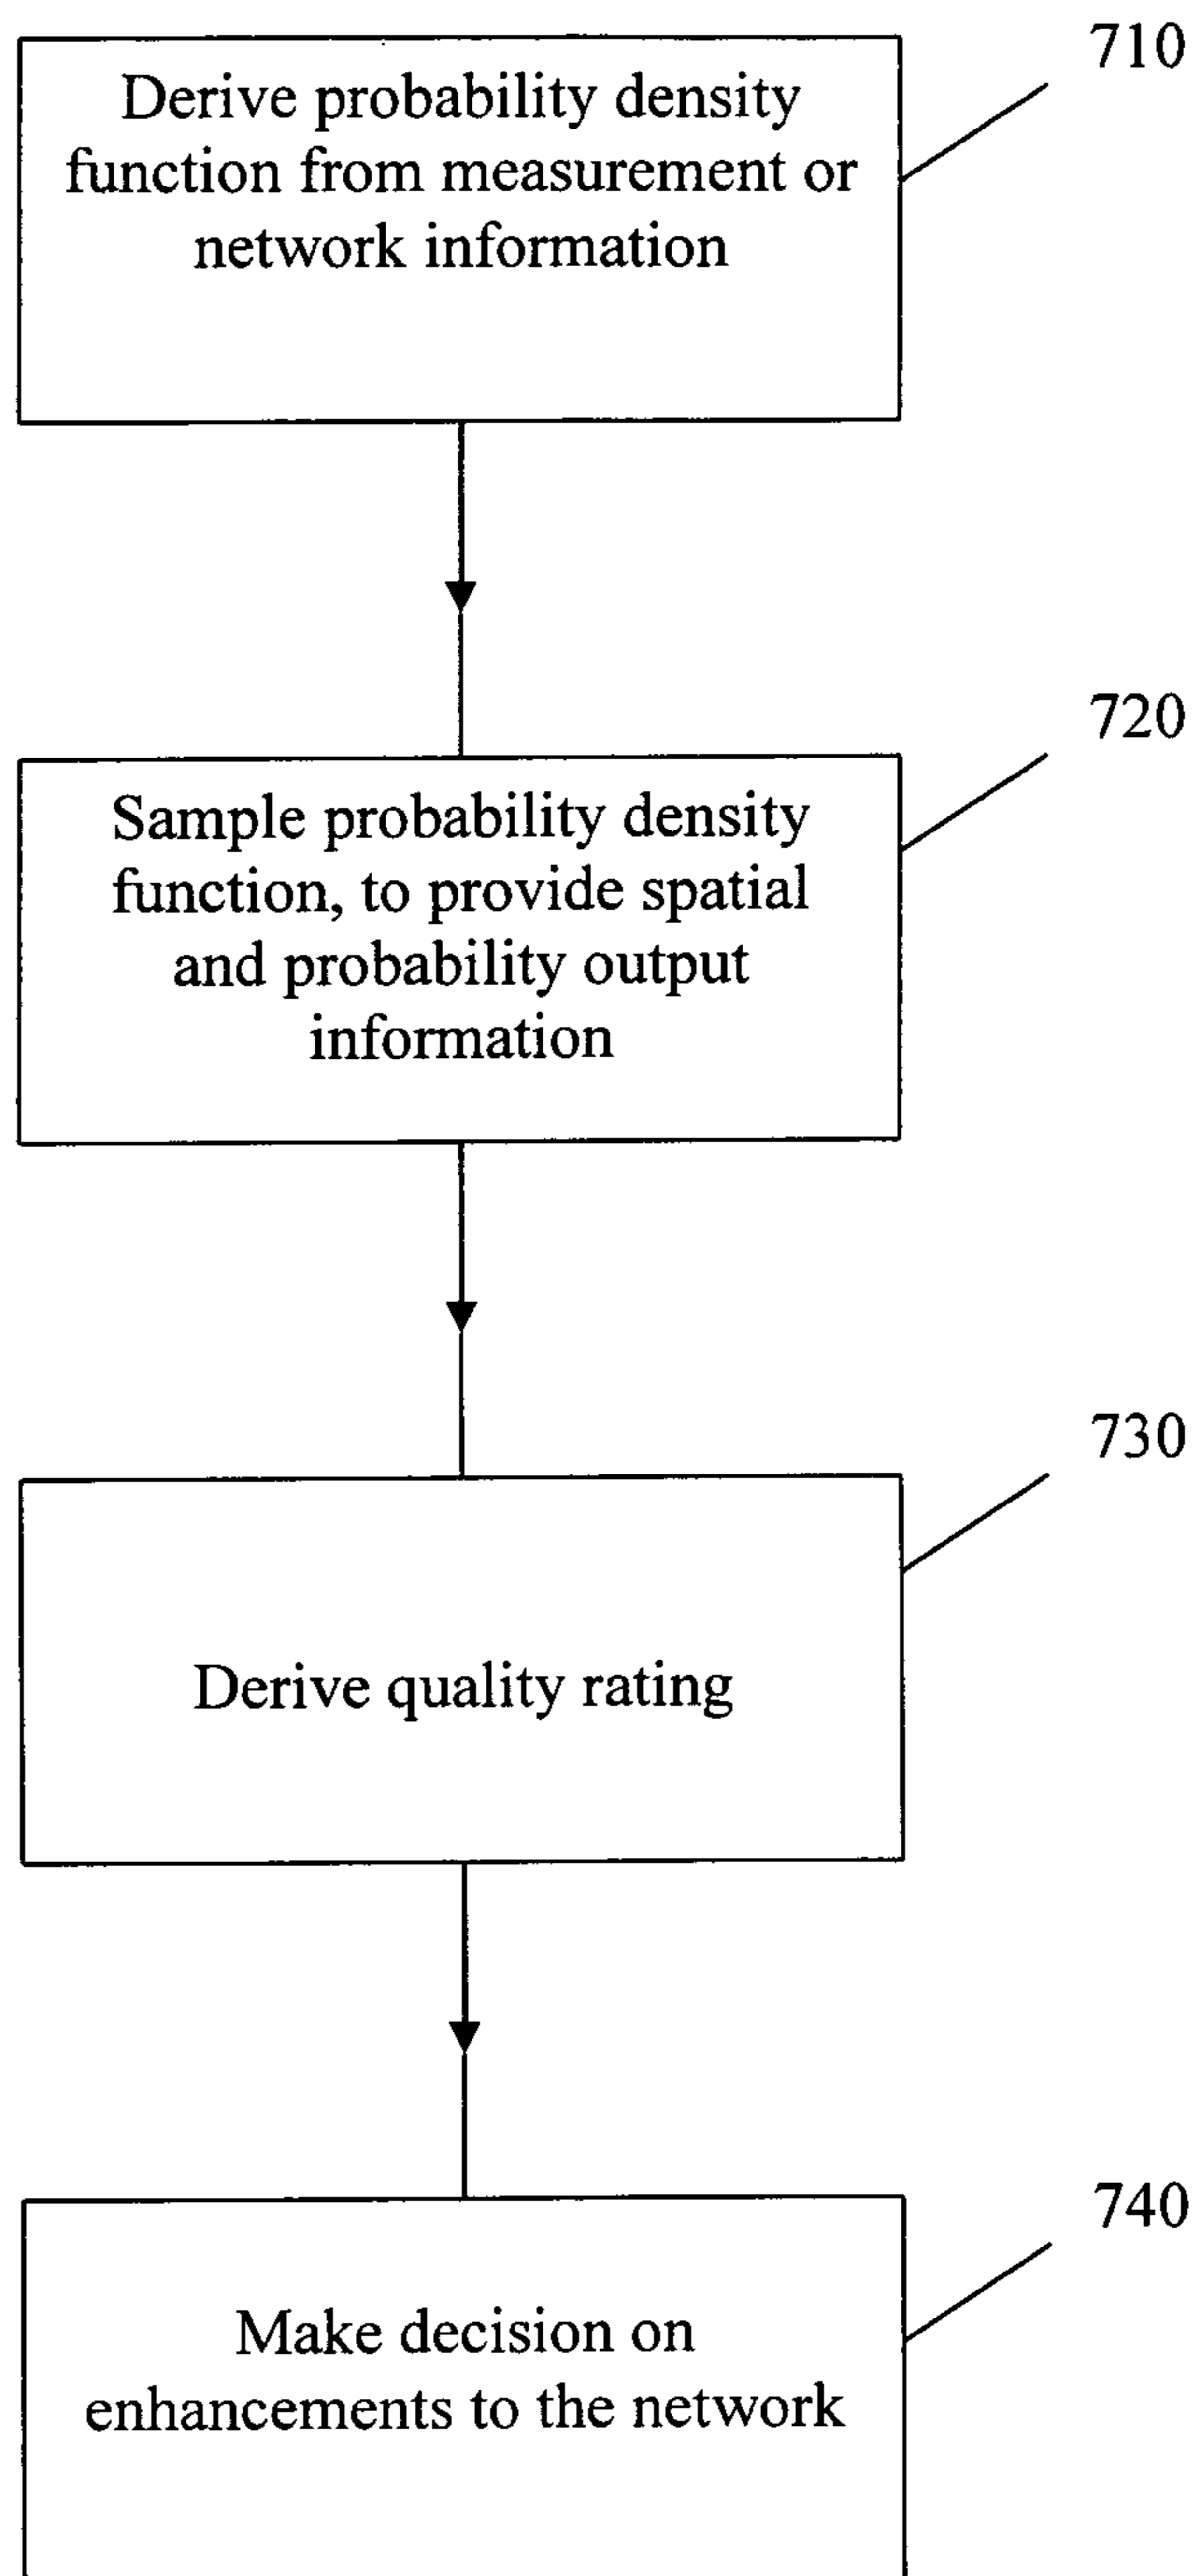 710
Derive probability density
function from measurement or
network information
720
Sample probability density
function, to provide spatial
and probability output
information
730
Derive quality rating
740
Make decision on
enhancements to the network